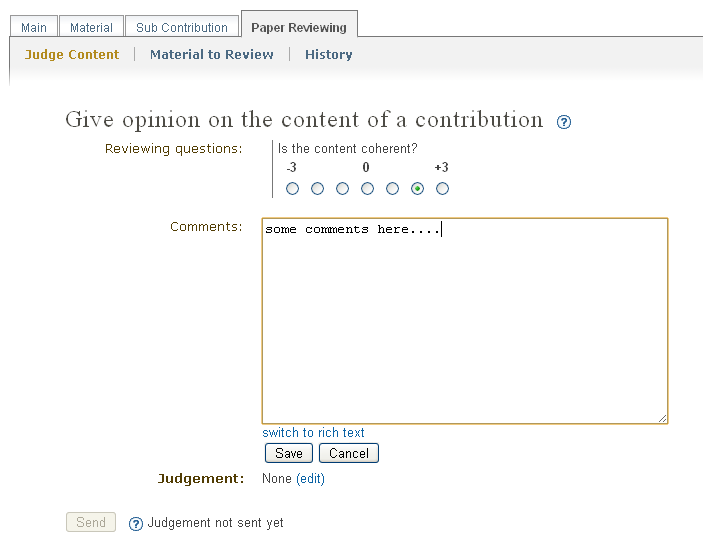 Main Material Sub Contribution Paper Reviewing
Judge Content Material to Review History
Give opinion on the content of a contribution ?
Reviewing questions: Is the content coherent?
-3 0 +3
Comments: some comments here....
switch to rich text
Save Cancel
Judgement: None (edit)
Send ? Judgement not sent yet